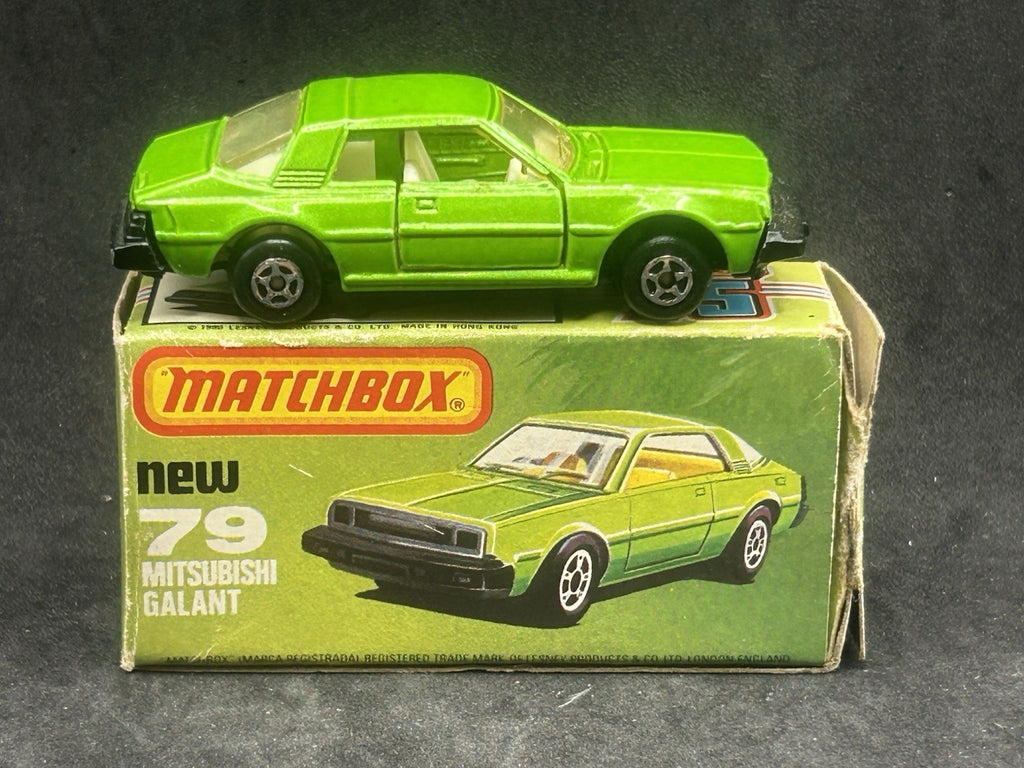 © 1980 LESNEY PRODUCTS & CO. LTD. MADE IN HONG KONG
"MATCHBOX"®
new
79
MITSUBISHI
GALANT
"MATCHBOX" (MARCA REGISTRADA) REGISTERED TRADE MARK OF LESNEY PRODUCTS & CO. LTD. LONDON ENGLAND